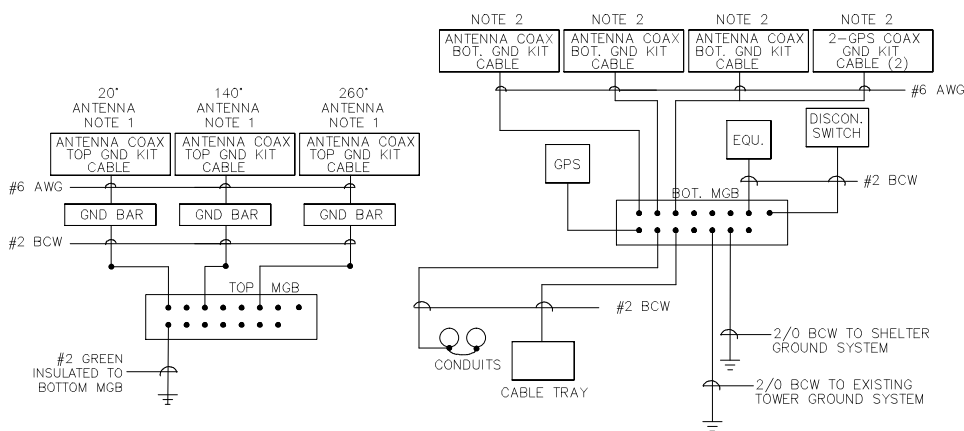 NOTE 2
NOTE 2
NOTE 2
NOTE 2
ANTENNA COAX
BOT. GND KIT
CABLE
ANTENNA COAX
BOT. GND KIT
CABLE
ANTENNA COAX
BOT. GND KIT
CABLE
2-GPS COAX
GND KIT
CABLE (2)
#6 AWG
20°
ANTENNA
NOTE 1
140°
ANTENNA
NOTE 1
260°
ANTENNA
NOTE 1
ANTENNA COAX
TOP GND KIT
CABLE
ANTENNA COAX
TOP GND KIT
CABLE
ANTENNA COAX
TOP GND KIT
CABLE
#6 AWG
GND BAR
GND BAR
GND BAR
#2 BCW
TOP MGB
#2 GREEN
INSULATED TO
BOTTOM MGB
GPS
EQU.
DISCON.
SWITCH
#2 BCW
BOT. MGB
#2 BCW
CONDUITS
CABLE TRAY
2/0 BCW TO SHELTER
GROUND SYSTEM
2/0 BCW TO EXISTING
TOWER GROUND SYSTEM